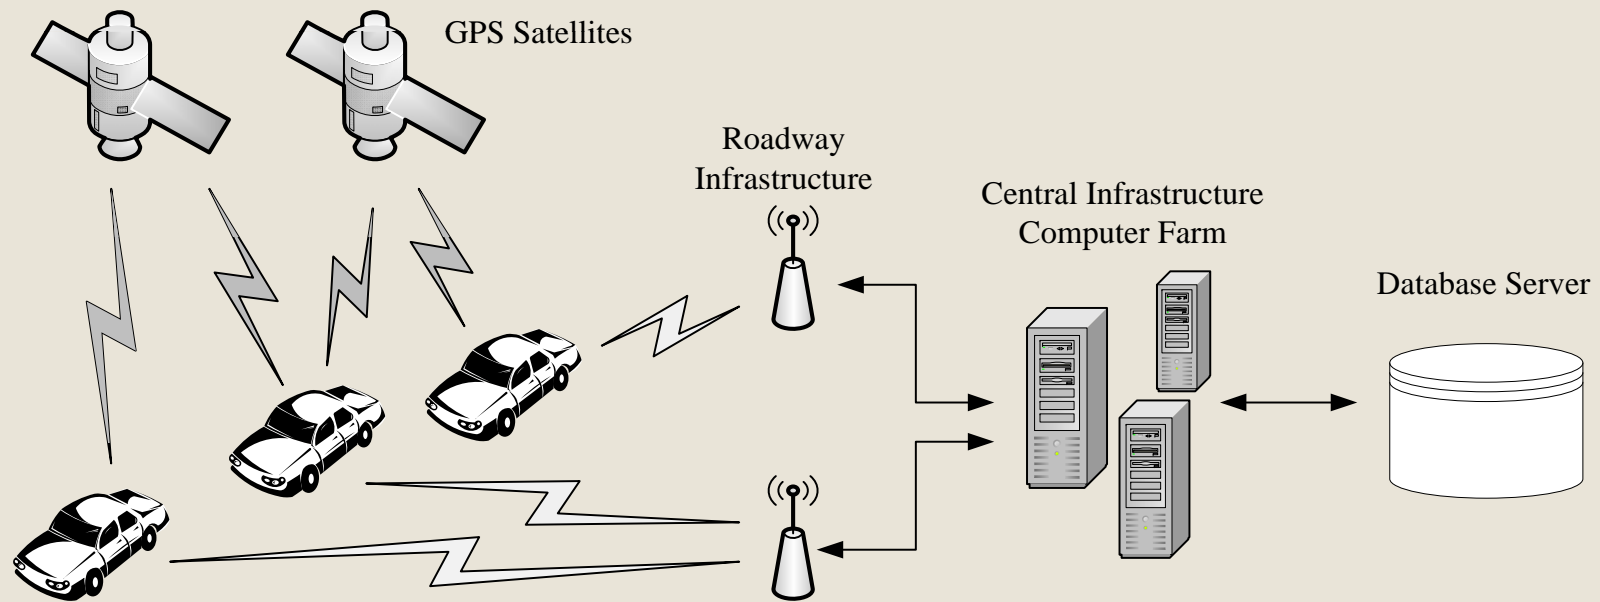 GPS Satellites
Roadway
Infrastructure
Central Infrastructure
Computer Farm
Database Server